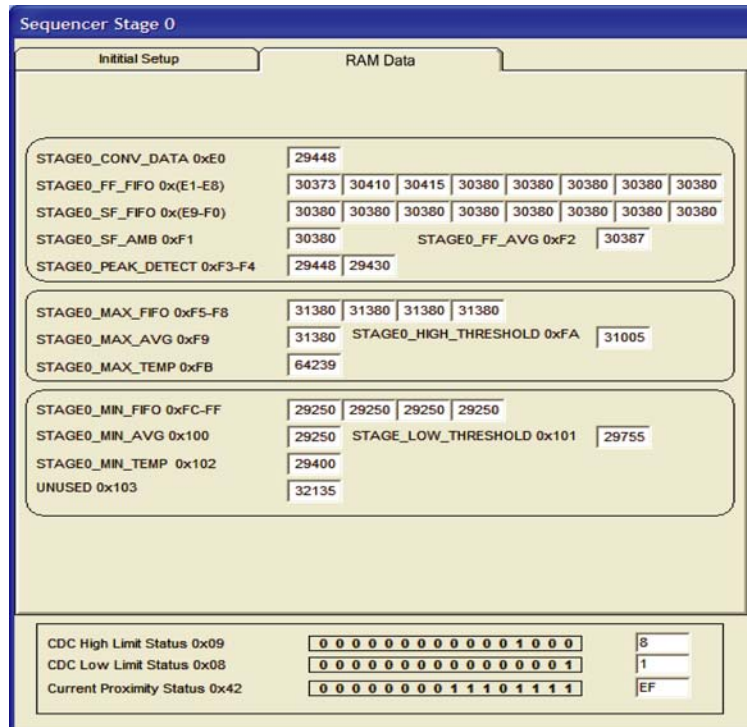 Sequencer Stage 0
Inititial Setup RAM Data
STAGE0_CONV_DATA 0xE0 29448
STAGE0_FF_FIFO 0x(E1-E8) 30373 30410 30415 30380 30380 30380 30380 30380
STAGE0_SF_FIFO 0x(E9-F0) 30380 30380 30380 30380 30380 30380 30380 30380
STAGE0_SF_AMB 0xF1 30380 STAGE0_FF_AVG 0xF2 30387
STAGE0_PEAK_DETECT 0xF3-F4 29448 29430
STAGE0_MAX_FIFO 0xF5-F8 31380 31380 31380 31380
STAGE0_MAX_AVG 0xF9 31380 STAGE0_HIGH_THRESHOLD 0xFA 31005
STAGE0_MAX_TEMP 0xFB 64239
STAGE0_MIN_FIFO 0xFC-FF 29250 29250 29250 29250
STAGE0_MIN_AVG 0x100 29250 STAGE_LOW_THRESHOLD 0x101 29755
STAGE0_MIN_TEMP 0x102 29400
UNUSED 0x103 32135
CDC High Limit Status 0x09 0 0 0 0 0 0 0 0 0 0 0 0 1 0 0 0 8
CDC Low Limit Status 0x08 0 0 0 0 0 0 0 0 0 0 0 0 0 0 0 1 1
Current Proximity Status 0x42 0 0 0 0 0 0 0 0 1 1 1 0 1 1 1 1 EF